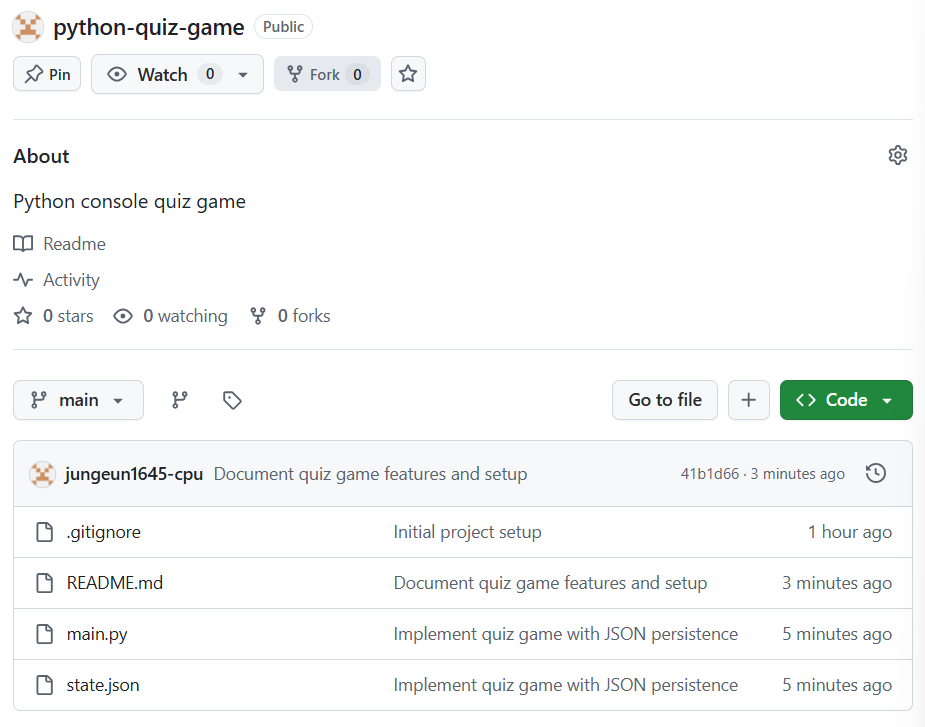 python-quiz-game Public
Pin Watch 0 Fork 0
About
Python console quiz game
Readme
Activity
0 stars 0 watching 0 forks
main Go to file Code
jungeun1645-cpu Document quiz game features and setup 41b1d66 · 3 minutes ago
.gitignore Initial project setup 1 hour ago
README.md Document quiz game features and setup 3 minutes ago
main.py Implement quiz game with JSON persistence 5 minutes ago
state.json Implement quiz game with JSON persistence 5 minutes ago